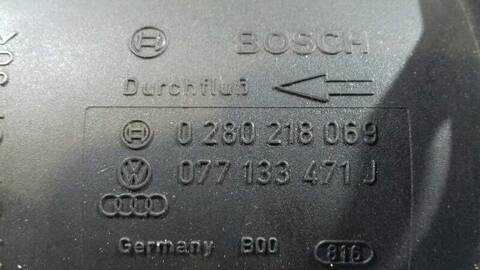 BOSCH
Durchfluß
0 280 218 069
077 133 471 J
Germany B00 816